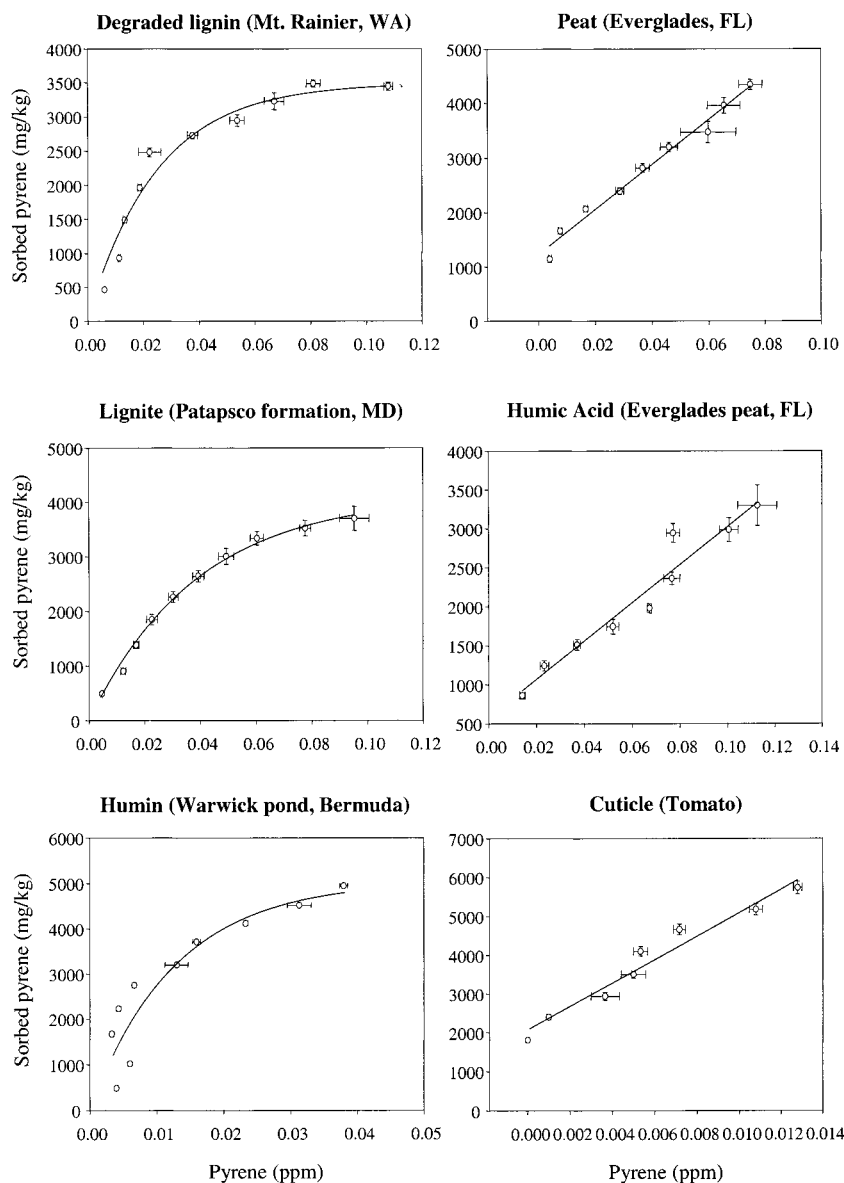 Degraded lignin (Mt. Rainier, WA)
Sorbed pyrene (mg/kg)
4000
3500
3000
2500
2000
1500
1000
500
0
0.00 0.02 0.04 0.06 0.08 0.10 0.12
Peat (Everglades, FL)
5000
4000
3000
2000
1000
0
0.00 0.02 0.04 0.06 0.08 0.10
Lignite (Patapsco formation, MD)
Sorbed pyrene (mg/kg)
5000
4000
3000
2000
1000
0
0.00 0.02 0.04 0.06 0.08 0.10 0.12
Humic Acid (Everglades peat, FL)
4000
3500
3000
2500
2000
1500
1000
500
0.00 0.02 0.04 0.06 0.08 0.10 0.12 0.14
Humin (Warwick pond, Bermuda)
Sorbed pyrene (mg/kg)
6000
5000
4000
3000
2000
1000
0
0.00 0.01 0.02 0.03 0.04 0.05
Pyrene (ppm)
Cuticle (Tomato)
7000
6000
5000
4000
3000
2000
1000
0
0.000 0.002 0.004 0.006 0.008 0.010 0.012 0.014
Pyrene (ppm)